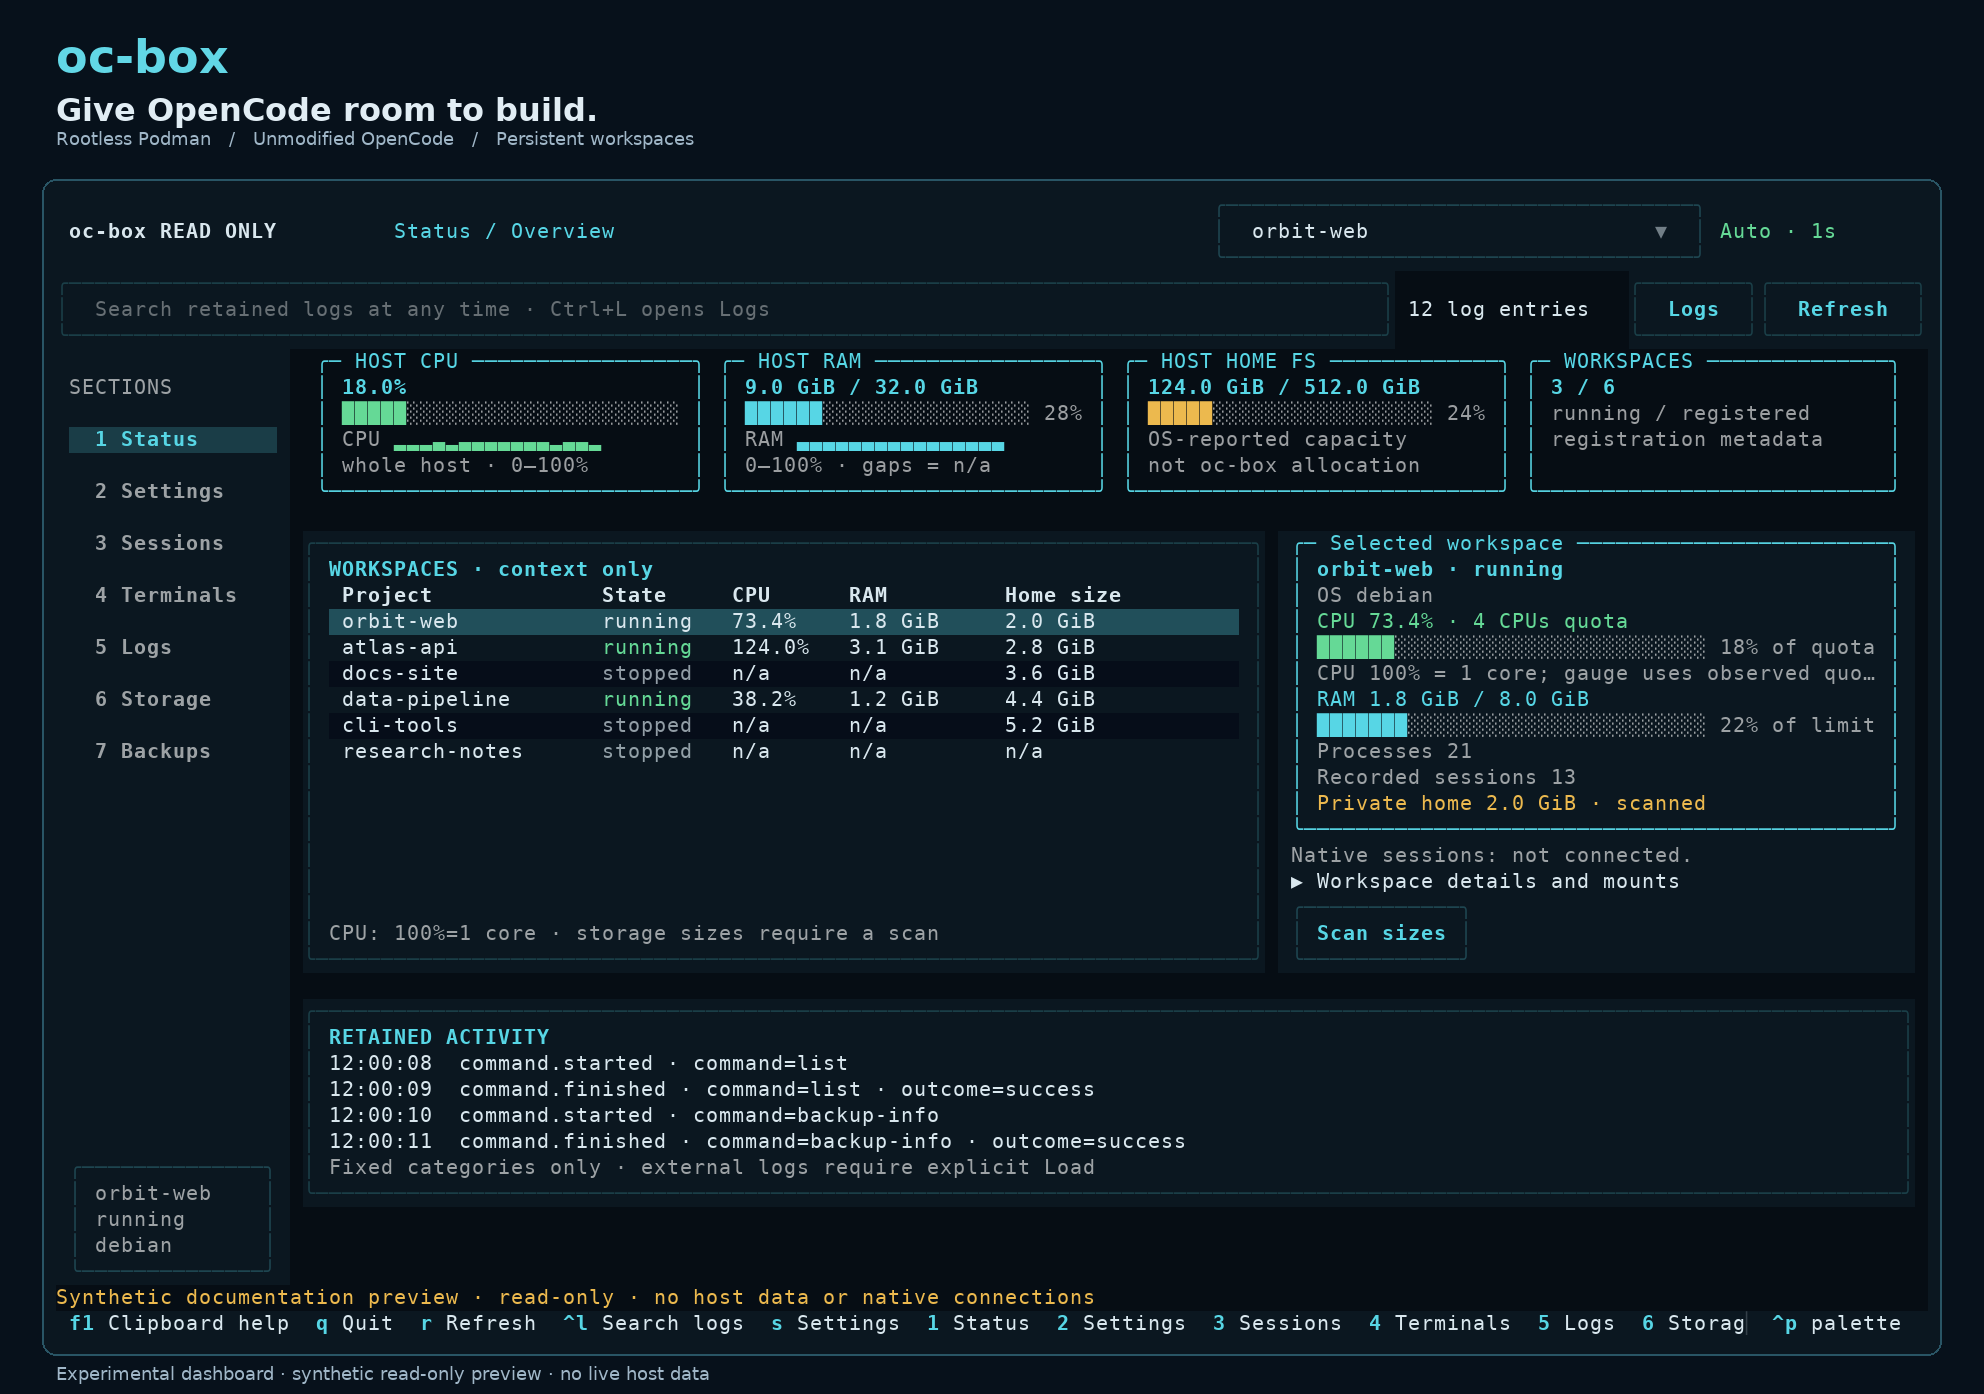 oc-box
Give OpenCode room to build.
Rootless Podman / Unmodified OpenCode / Persistent workspaces
oc-box READ ONLY Status / Overview orbit-web ▼ Auto · 1s
Search retained logs at any time · Ctrl+L opens Logs 12 log entries Logs Refresh
SECTIONS
1 Status
2 Settings
3 Sessions
4 Terminals
5 Logs
6 Storage
7 Backups
HOST CPU
18.0%
CPU
whole host · 0–100%
HOST RAM
9.0 GiB / 32.0 GiB
28%
RAM
0–100% · gaps = n/a
HOST HOME FS
124.0 GiB / 512.0 GiB
24%
OS-reported capacity
not oc-box allocation
WORKSPACES
3 / 6
running / registered
registration metadata
WORKSPACES · context only
Project State CPU RAM Home size
orbit-web running 73.4% 1.8 GiB 2.0 GiB
atlas-api running 124.0% 3.1 GiB 2.8 GiB
docs-site stopped n/a n/a 3.6 GiB
data-pipeline running 38.2% 1.2 GiB 4.4 GiB
cli-tools stopped n/a n/a 5.2 GiB
research-notes stopped n/a n/a n/a
CPU: 100%=1 core · storage sizes require a scan
Selected workspace
orbit-web · running
OS debian
CPU 73.4% · 4 CPUs quota
18% of quota
CPU 100% = 1 core; gauge uses observed quo…
RAM 1.8 GiB / 8.0 GiB
22% of limit
Processes 21
Recorded sessions 13
Private home 2.0 GiB · scanned
Native sessions: not connected.
▶ Workspace details and mounts
Scan sizes
RETAINED ACTIVITY
12:00:08 command.started · command=list
12:00:09 command.finished · command=list · outcome=success
12:00:10 command.started · command=backup-info
12:00:11 command.finished · command=backup-info · outcome=success
Fixed categories only · external logs require explicit Load
orbit-web
running
debian
Synthetic documentation preview · read-only · no host data or native connections
f1 Clipboard help q Quit r Refresh ^l Search logs s Settings 1 Status 2 Settings 3 Sessions 4 Terminals 5 Logs 6 Storag ^p palette
Experimental dashboard · synthetic read-only preview · no live host data